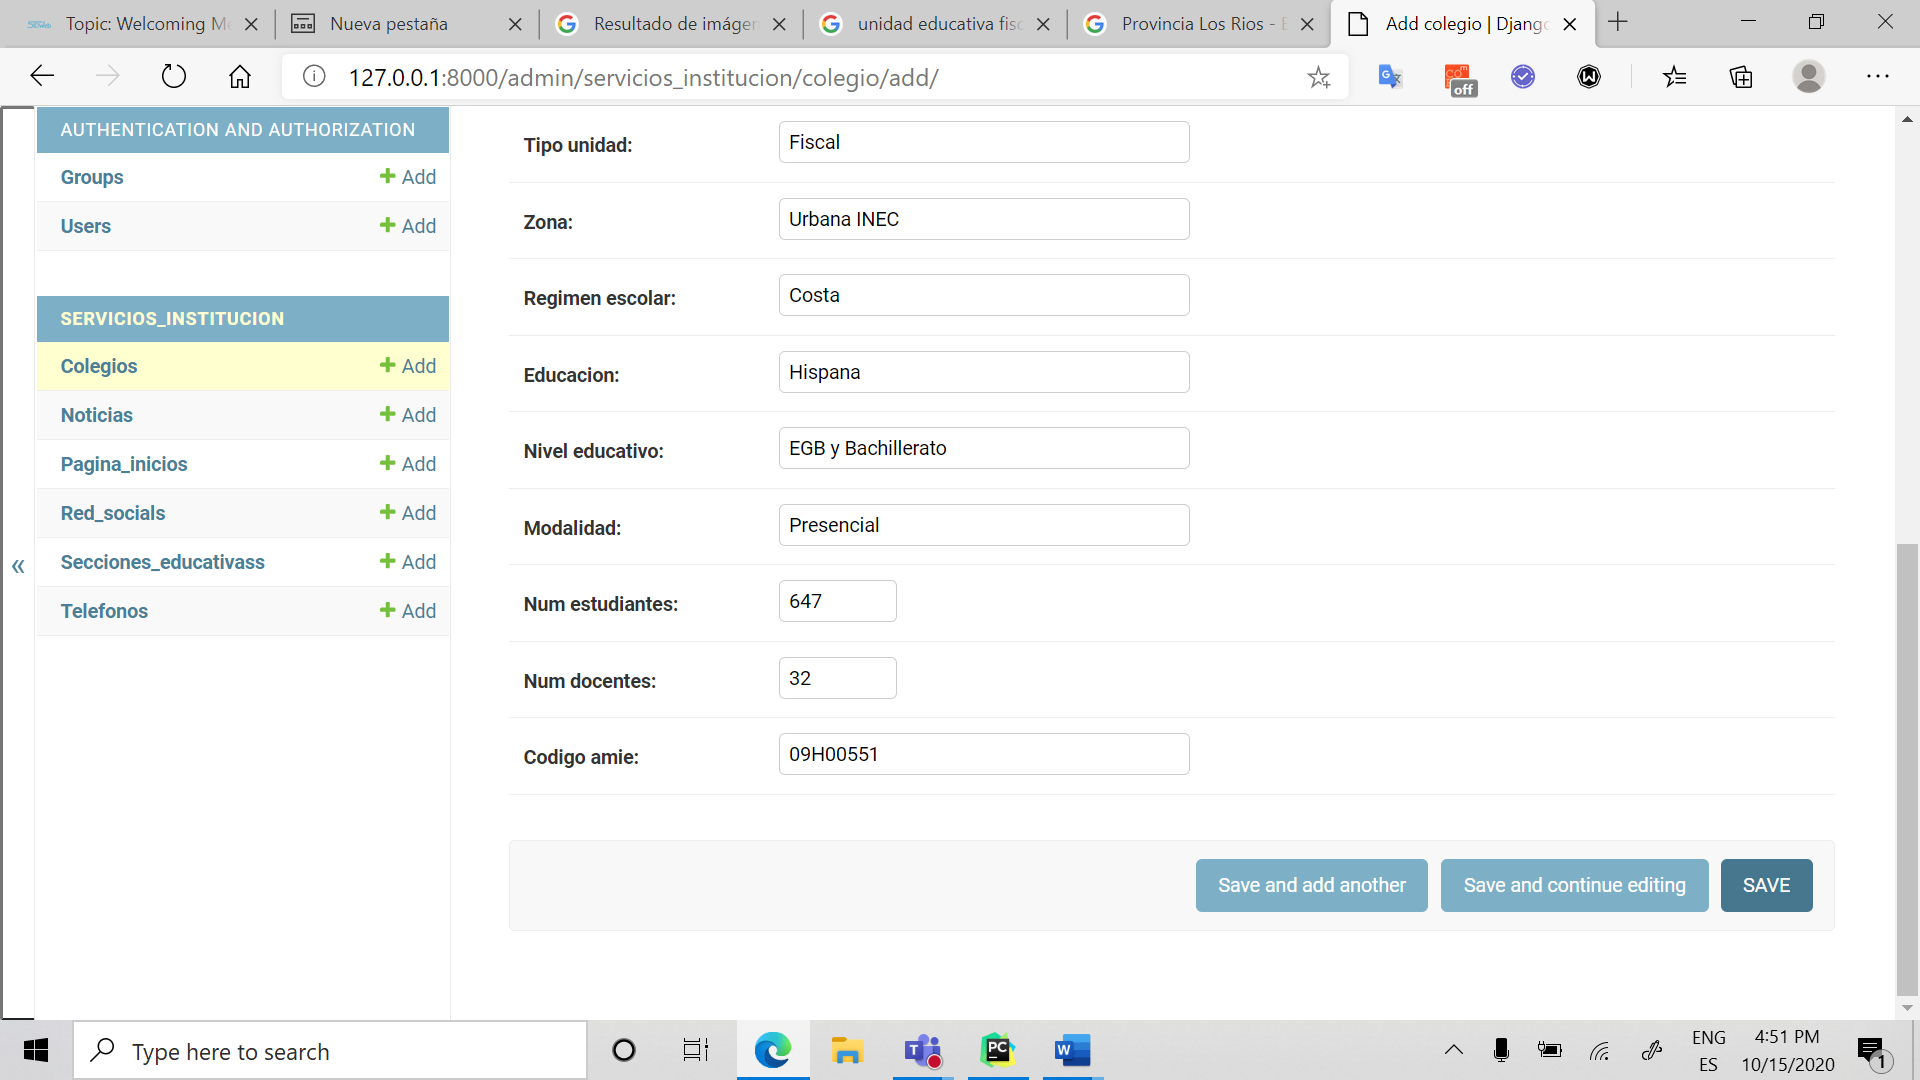 Topic: Welcoming Me
Nueva pestaña
Resultado de imágen
unidad educativa fisc
Provincia Los Rios - E
Add colegio | Django
127.0.0.1:8000/admin/servicios_institucion/colegio/add/
off
AUTHENTICATION AND AUTHORIZATION
Groups
Add
Users
Add
SERVICIOS_INSTITUCION
Colegios
Add
Noticias
Add
Pagina_inicios
Add
Red_socials
Add
Secciones_educativass
Add
Telefonos
Add
«
Tipo unidad: Fiscal
Zona: Urbana INEC
Regimen escolar: Costa
Educacion: Hispana
Nivel educativo: EGB y Bachillerato
Modalidad: Presencial
Num estudiantes: 647
Num docentes: 32
Codigo amie: 09H00551
Save and add another
Save and continue editing
SAVE
Type here to search
ENG
ES
4:51 PM
10/15/2020
1